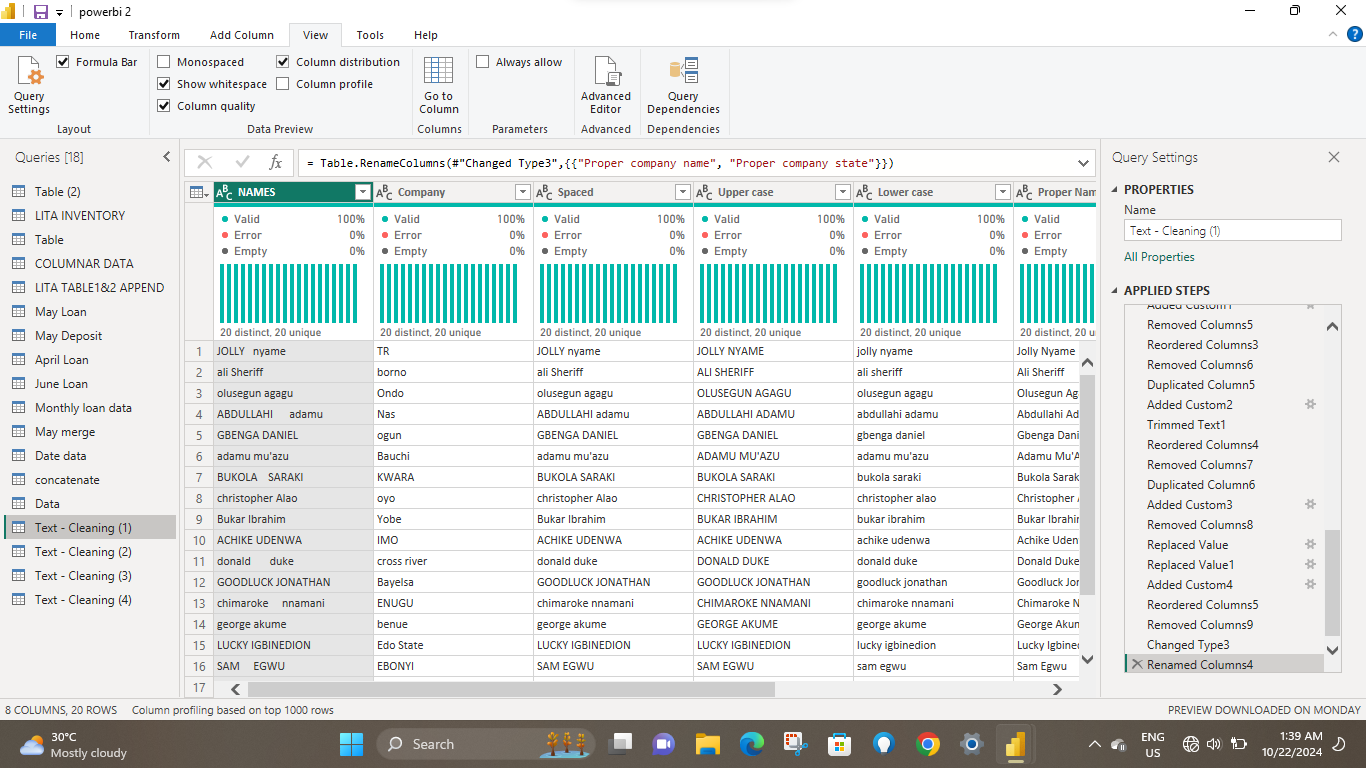 powerbi 2
File Home Transform Add Column View Tools Help
Query Settings
Formula Bar
Layout
Monospaced
Show whitespace
Column quality
Column distribution
Column profile
Data Preview
Go to Column
Columns
Always allow
Parameters
Advanced Editor
Advanced
Query Dependencies
Dependencies
Queries [18]
Table (2)
LITA INVENTORY
Table
COLUMNAR DATA
LITA TABLE1&2 APPEND
May Loan
May Deposit
April Loan
June Loan
Monthly loan data
May merge
Date data
concatenate
Data
Text - Cleaning (1)
Text - Cleaning (2)
Text - Cleaning (3)
Text - Cleaning (4)
fx = Table.RenameColumns(#"Changed Type3",{{"Proper company name", "Proper company state"}})
ABC NAMES ABC Company ABC Spaced ABC Upper case ABC Lower case ABC Proper Nam
Valid 100% Valid 100% Valid 100% Valid 100% Valid 100% Valid
Error 0% Error 0% Error 0% Error 0% Error 0% Error
Empty 0% Empty 0% Empty 0% Empty 0% Empty 0% Empty
20 distinct, 20 unique 20 distinct, 20 unique 20 distinct, 20 unique 20 distinct, 20 unique 20 distinct, 20 unique 20 distinct, 20 u
1 JOLLY   nyame TR JOLLY nyame JOLLY NYAME jolly nyame Jolly Nyame
2 ali Sheriff borno ali Sheriff ALI SHERIFF ali sheriff Ali Sheriff
3 olusegun agagu Ondo olusegun agagu OLUSEGUN AGAGU olusegun agagu Olusegun Ag
4 ABDULLAHI     adamu Nas ABDULLAHI adamu ABDULLAHI ADAMU abdullahi adamu Abdullahi Ad
5 GBENGA DANIEL ogun GBENGA DANIEL GBENGA DANIEL gbenga daniel Gbenga Dani
6 adamu mu'azu Bauchi adamu mu'azu ADAMU MU'AZU adamu mu'azu Adamu Mu'A
7 BUKOLA    SARAKI KWARA BUKOLA SARAKI BUKOLA SARAKI bukola saraki Bukola Sarak
8 christopher Alao oyo christopher Alao CHRISTOPHER ALAO christopher alao Christopher
9 Bukar Ibrahim Yobe Bukar Ibrahim BUKAR IBRAHIM bukar ibrahim Bukar Ibrahim
10 ACHIKE UDENWA IMO ACHIKE UDENWA ACHIKE UDENWA achike udenwa Achike Uden
11 donald      duke cross river donald duke DONALD DUKE donald duke Donald Duke
12 GOODLUCK JONATHAN Bayelsa GOODLUCK JONATHAN GOODLUCK JONATHAN goodluck jonathan Goodluck Jor
13 chimaroke    nnamani ENUGU chimaroke nnamani CHIMAROKE NNAMANI chimaroke nnamani Chimaroke N
14 george akume benue george akume GEORGE AKUME george akume George Akun
15 LUCKY IGBINEDION Edo State LUCKY IGBINEDION LUCKY IGBINEDION lucky igbinedion Lucky Igbine
16 SAM    EGWU EBONYI SAM EGWU SAM EGWU sam egwu Sam Egwu
17
Query Settings
PROPERTIES
Name
Text - Cleaning (1)
All Properties
APPLIED STEPS
Added Custom1
Removed Columns5
Reordered Columns3
Removed Columns6
Duplicated Column5
Added Custom2
Trimmed Text1
Reordered Columns4
Removed Columns7
Duplicated Column6
Added Custom3
Removed Columns8
Replaced Value
Replaced Value1
Added Custom4
Reordered Columns5
Removed Columns9
Changed Type3
Renamed Columns4
8 COLUMNS, 20 ROWS Column profiling based on top 1000 rows PREVIEW DOWNLOADED ON MONDAY
30°C
Mostly cloudy
Search
ENG
US
1:39 AM
10/22/2024